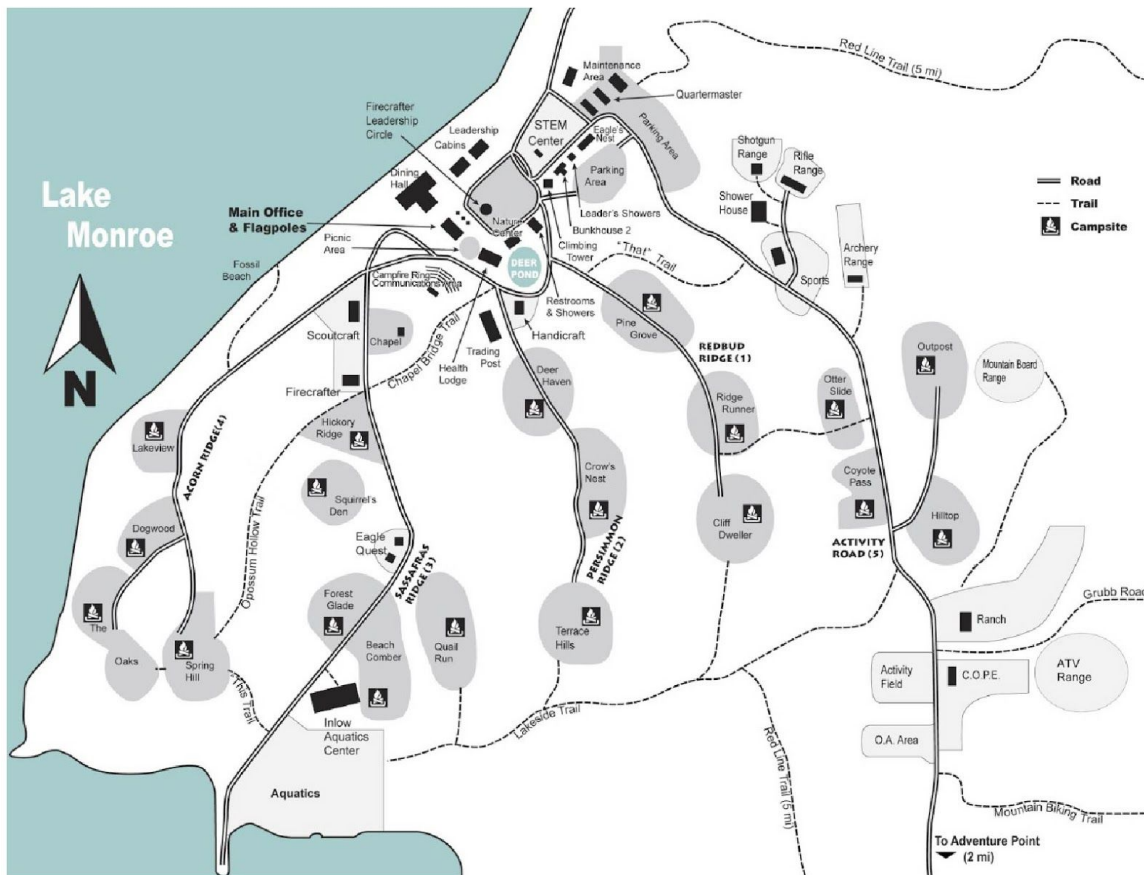 Red Line Trail (5 mi)
Maintenance
Area
Quartermaster
Firecrafter
Leadership
Circle
STEM
Center
Eagle's
Nest
Parking Area
Leadership
Cabins
Shotgun
Range
Rifle
Range
Parking
Area
Road
Trail
Campsite
Dining
Hall
Lake
Monroe
Shower
House
Leader's Showers
Main Office
& Flagpoles
Nature
Center
Bunkhouse 2
Climbing
Tower
Archery
Range
Picnic
Area
"That" Trail
DEER
POND
Fossil
Beach
Campfire Ring
Communications Area
Sports
Restrooms
& Showers
Scoutcraft
Chapel
Chapel Bridge Trail
Handicraft
Pine
Grove
Trading
Post
Health
Lodge
REDBUD
RIDGE (1)
Outpost
Mountain Board
Range
N
Firecrafter
Deer
Haven
Ridge
Runner
Otter
Slide
Hickory
Ridge
Lakeview
ACORN RIDGE (4)
Crow's
Nest
Coyote
Pass
Squirrel's
Den
Dogwood
Cliff
Dweller
Hilltop
Opossum Hollow Trail
Eagle
Quest
SASSAFRAS
RIDGE (3)
PERSIMMON
RIDGE (2)
ACTIVITY
ROAD (5)
Forest
Glade
Grubb Road
The
Oaks
Ranch
Beach
Comber
Quail
Run
Terrace
Hills
Spring
Hill
This Trail
Activity
Field
C.O.P.E.
ATV
Range
Inlow
Aquatics
Center
Lakeside Trail
O.A. Area
Red Line Trail (5 mi)
Aquatics
Mountain Biking Trail
To Adventure Point
(2 mi)